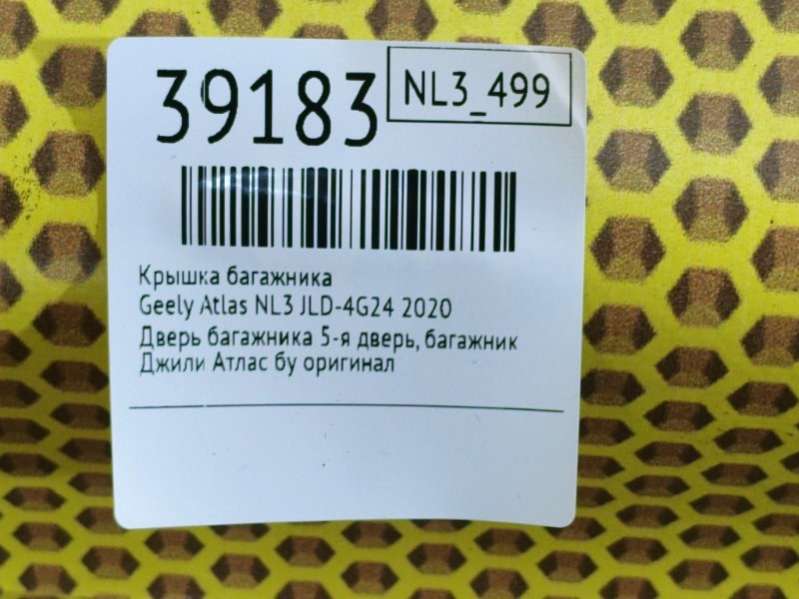 39183
NL3_499
Крышка багажника
Geely Atlas NL3 JLD-4G24 2020
Дверь багажника 5-я дверь, багажник
Джили Атлас бу оригинал